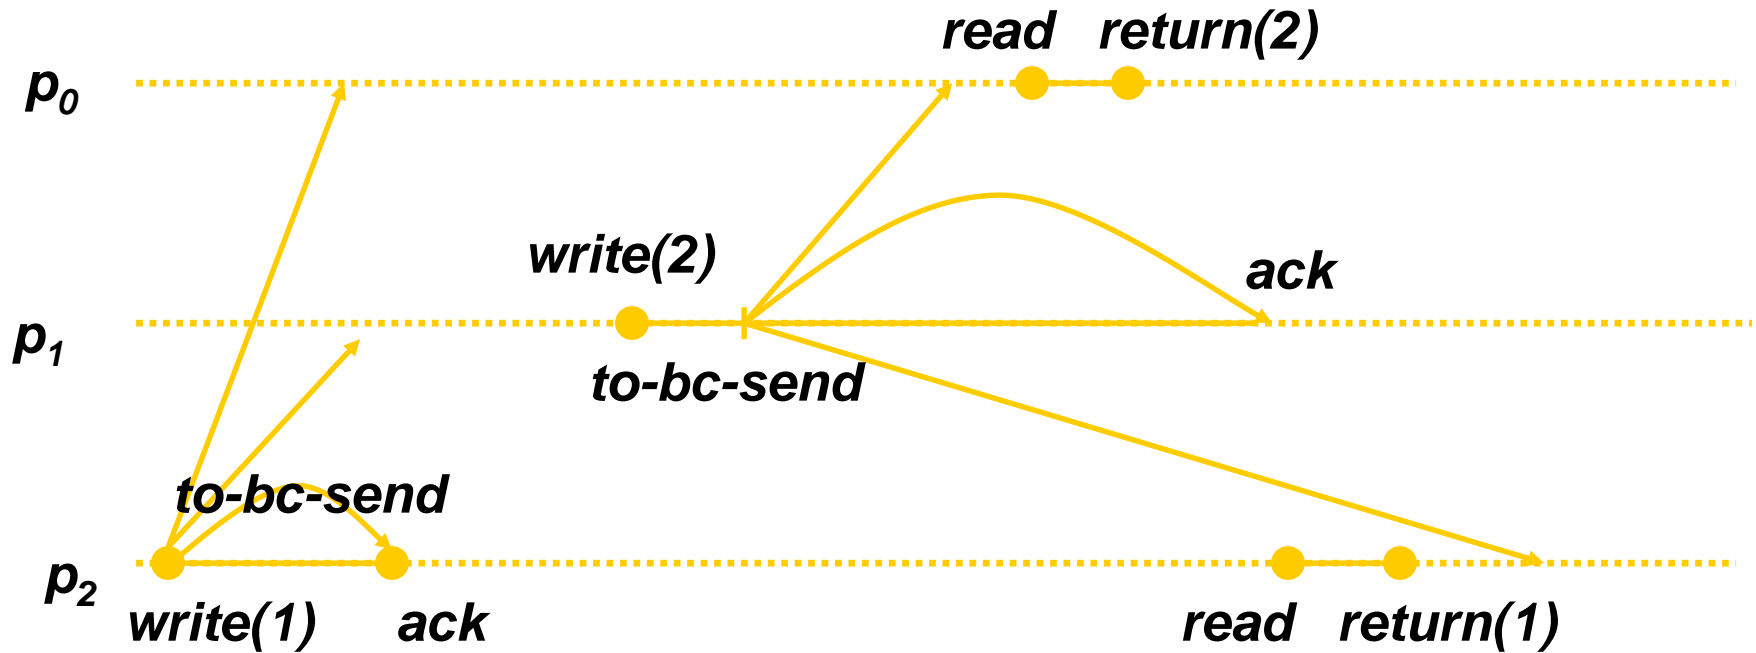 read return(2)
p0
write(2)
ack
p1
to-bc-send
to-bc-send
p2
write(1) ack
read return(1)